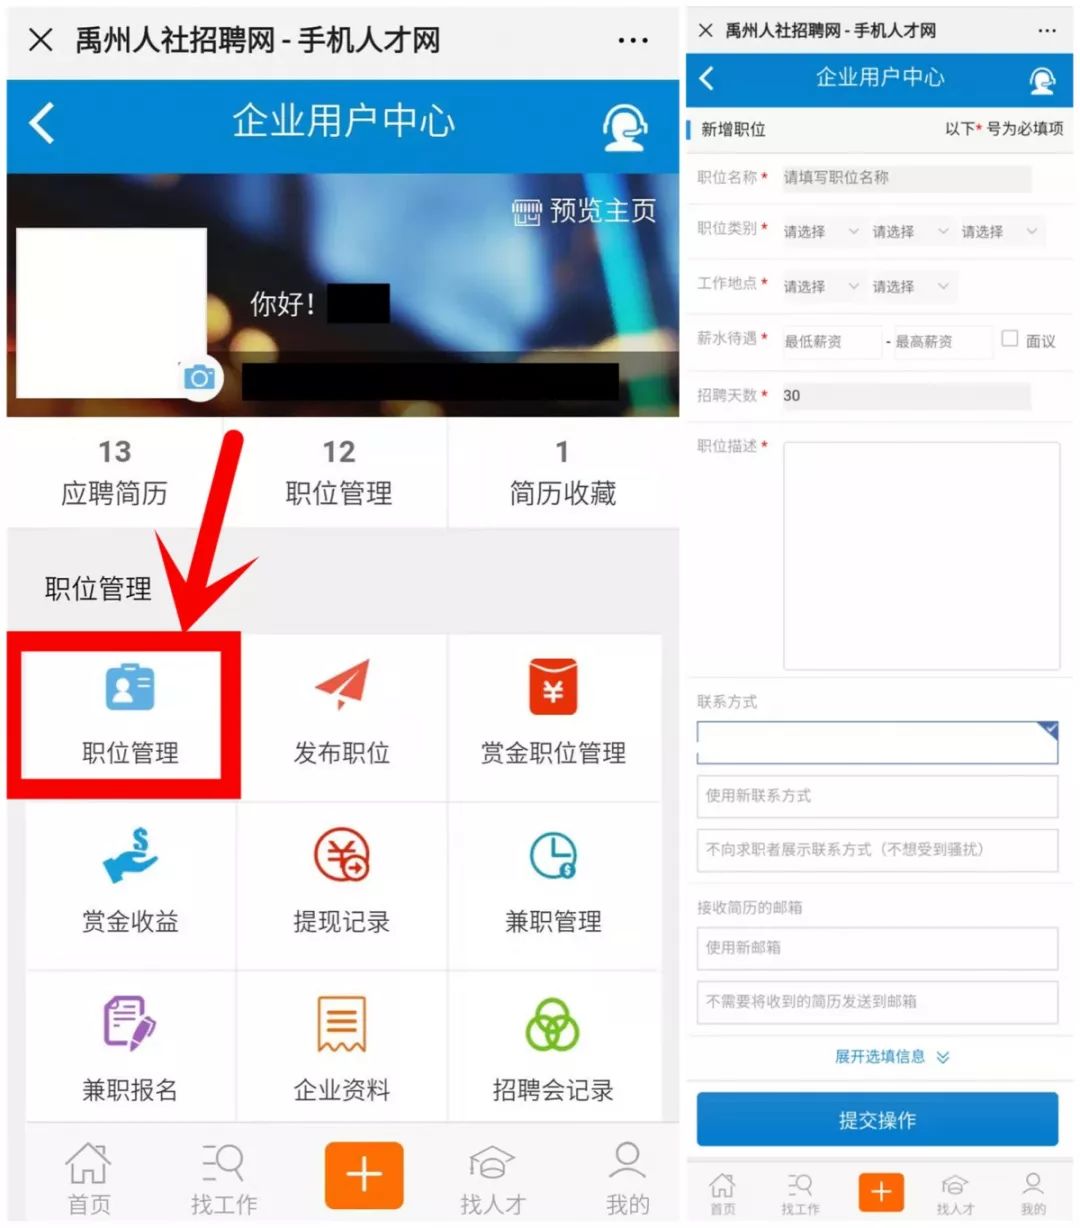 禹州人社招聘网 - 手机人才网
企业用户中心
预览主页
你好！
13 12 1
应聘简历 职位管理 简历收藏
职位管理
职位管理 发布职位 赏金职位管理
赏金收益 提现记录 兼职管理
兼职报名 企业资料 招聘会记录
首页 找工作 找人才 我的
禹州人社招聘网 - 手机人才网
企业用户中心
新增职位 以下* 号为必填项
职位名称 * 请填写职位名称
职位类别 * 请选择 请选择 请选择
工作地点 * 请选择 请选择
薪水待遇 * 最低薪资 - 最高薪资 面议
招聘天数 * 30
职位描述 *
联系方式
使用新联系方式
不向求职者展示联系方式（不想受到骚扰）
接收简历的邮箱
使用新邮箱
不需要将收到的简历发送到邮箱
展开选填信息
提交操作
首页 找工作 找人才 我的